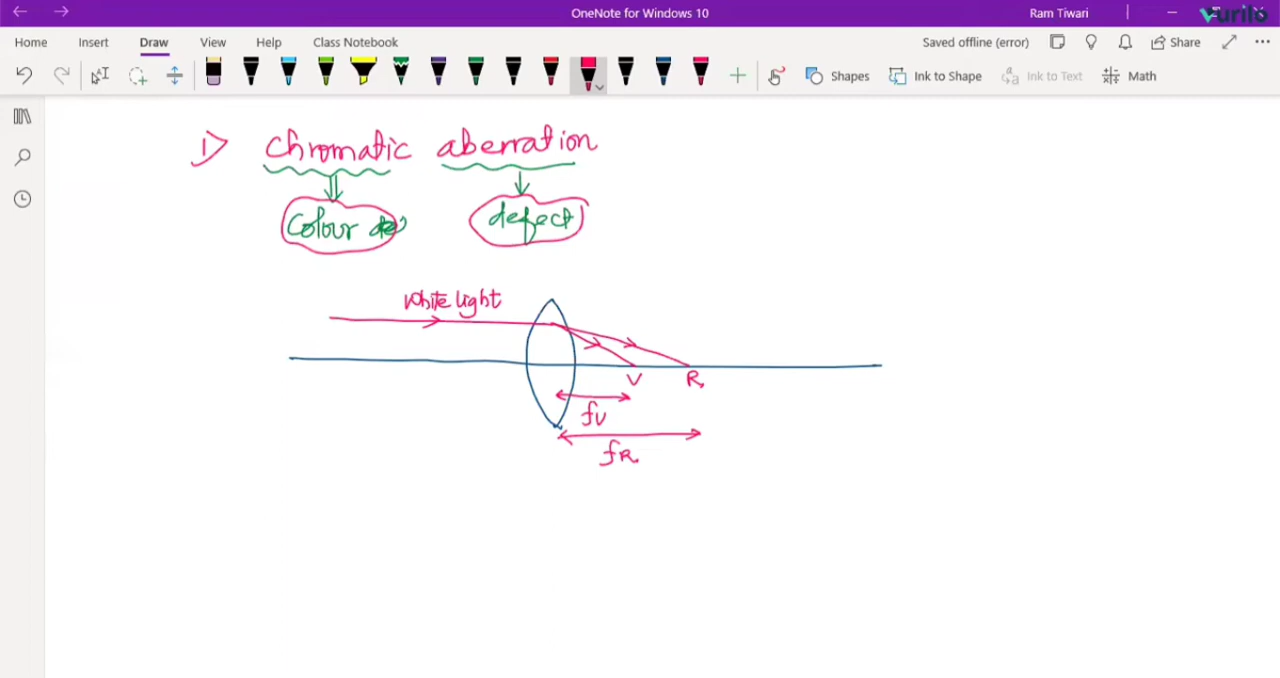 OneNote for Windows 10
Ram Tiwari
Yurilo
Home Insert Draw View Help Class Notebook
Saved offline (error)
Share
Shapes
Ink to Shape
Ink to Text
Math
1) Chromatic aberration
Colour
defect
White light
V R
fV
fR